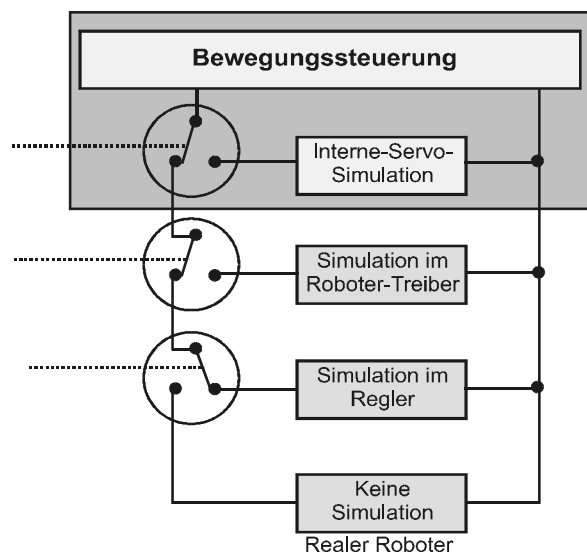 Bewegungssteuerung
Interne-Servo-
Simulation
Simulation im
Roboter-Treiber
Simulation im
Regler
Keine
Simulation
Realer Roboter